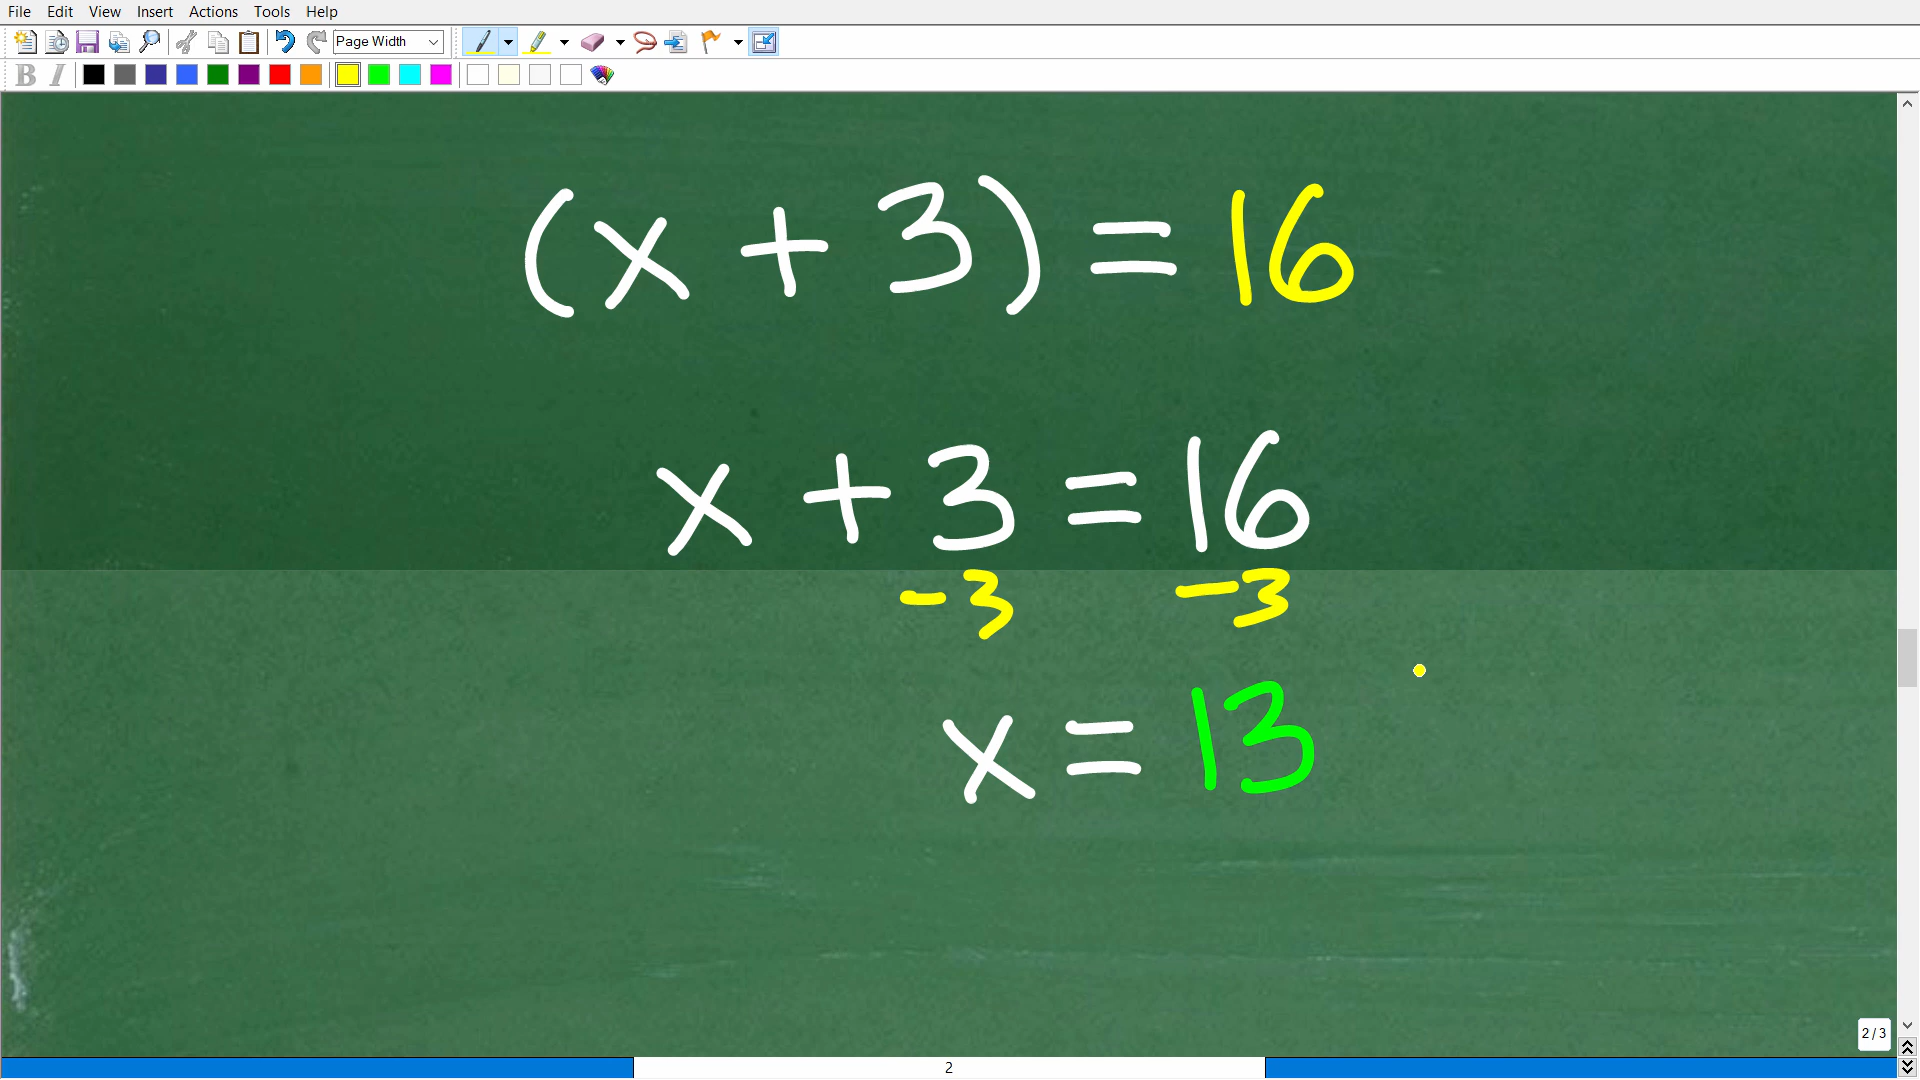 File Edit View Insert Actions Tools Help
Page Width
B I
(x + 3) = 16
x + 3 = 16
-3 -3
x = 13
2 / 3
2